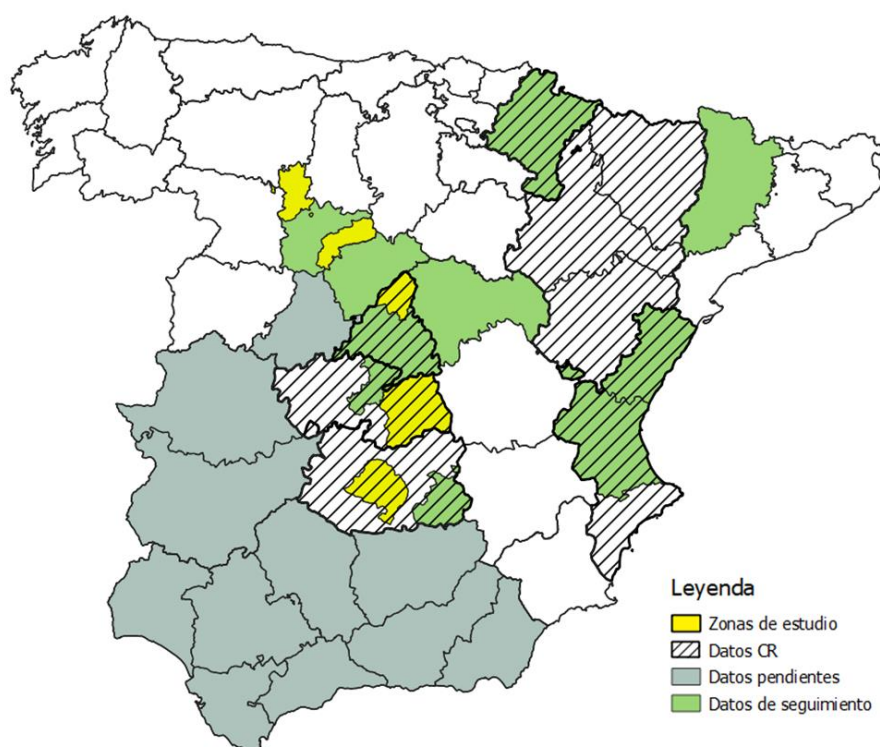 Leyenda
Zonas de estudio
Datos CR
Datos pendientes
Datos de seguimiento